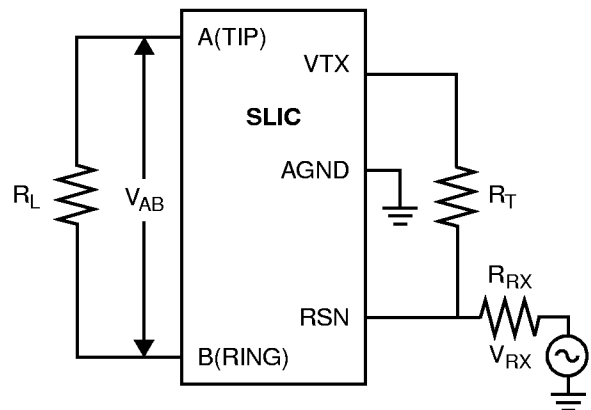 A(TIP)
VTX
SLIC
AGND
RL
VAB
RT
RRX
RSN
VRX
B(RING)